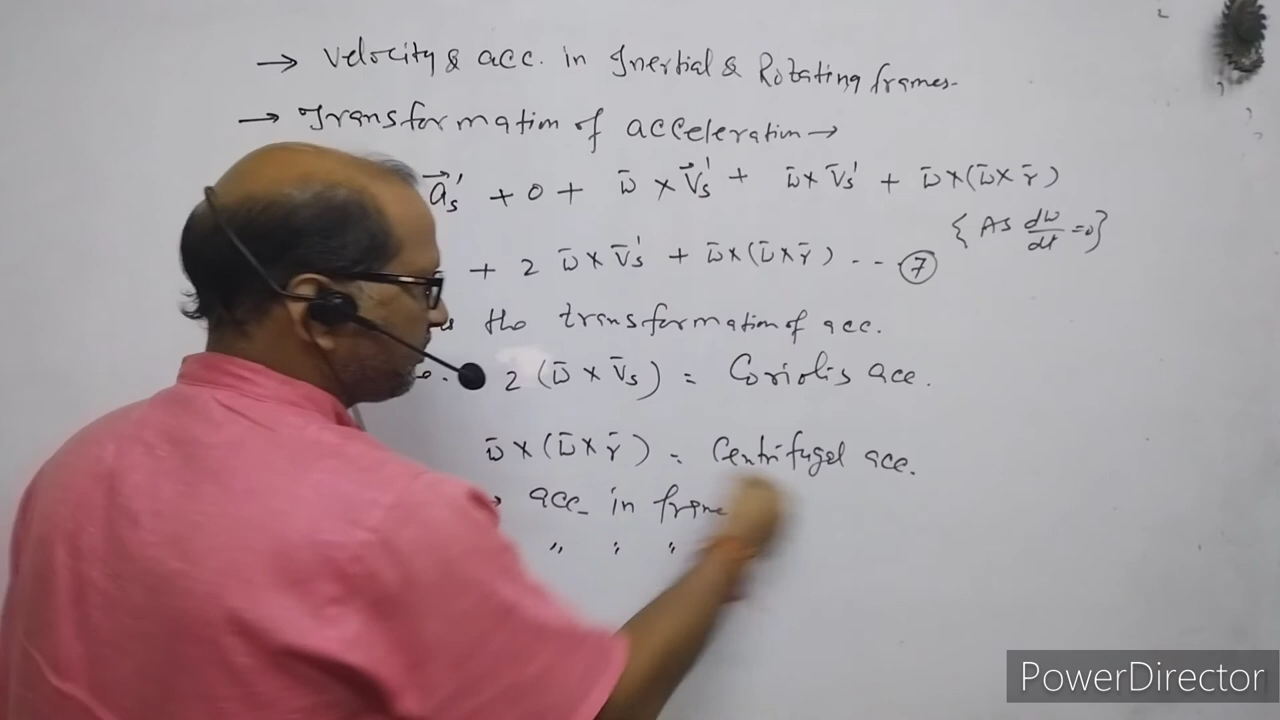 → Velocity & acc. in Inertial & Rotating frames.
→ Transformation of acceleration →
a⃗s' + 0 + ω̄ × V⃗s' + ω̄ × V̄s' + ω̄ × (ω̄ × r̄)
{ As dω/dt = 0 }
+ 2 ω̄ × V̄s' + ω̄ × (ω̄ × r̄) -- ⑦
the transformation of acc.
2 (ω̄ × V̄s) = Coriolis acc.
ω̄ × (ω̄ × r̄) = Centrifugal acc.
→ acc in frame
" " "
PowerDirector